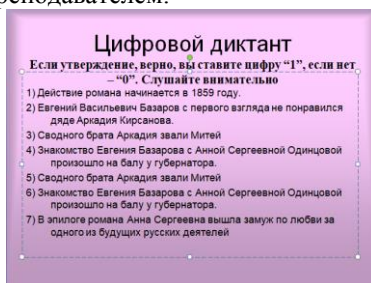 реподавателем.
Цифровой диктант
Если утверждение, верно, вы ставите цифру “1”, если нет
– “0”. Слушайте внимательно
1) Действие романа начинается в 1859 году.
2) Евгений Васильевич Базаров с первого взгляда не понравился
дяде Аркадия Кирсанова.
3) Сводного брата Аркадия звали Митей
4) Знакомство Евгения Базарова с Анной Сергеевной Одинцовой
произошло на балу у губернатора.
5) Сводного брата Аркадия звали Митей
6) Знакомство Евгения Базарова с Анной Сергеевной Одинцовой
произошло на балу у губернатора.
7) В эпилоге романа Анна Сергеевна вышла замуж по любви за
одного из будущих русских деятелей